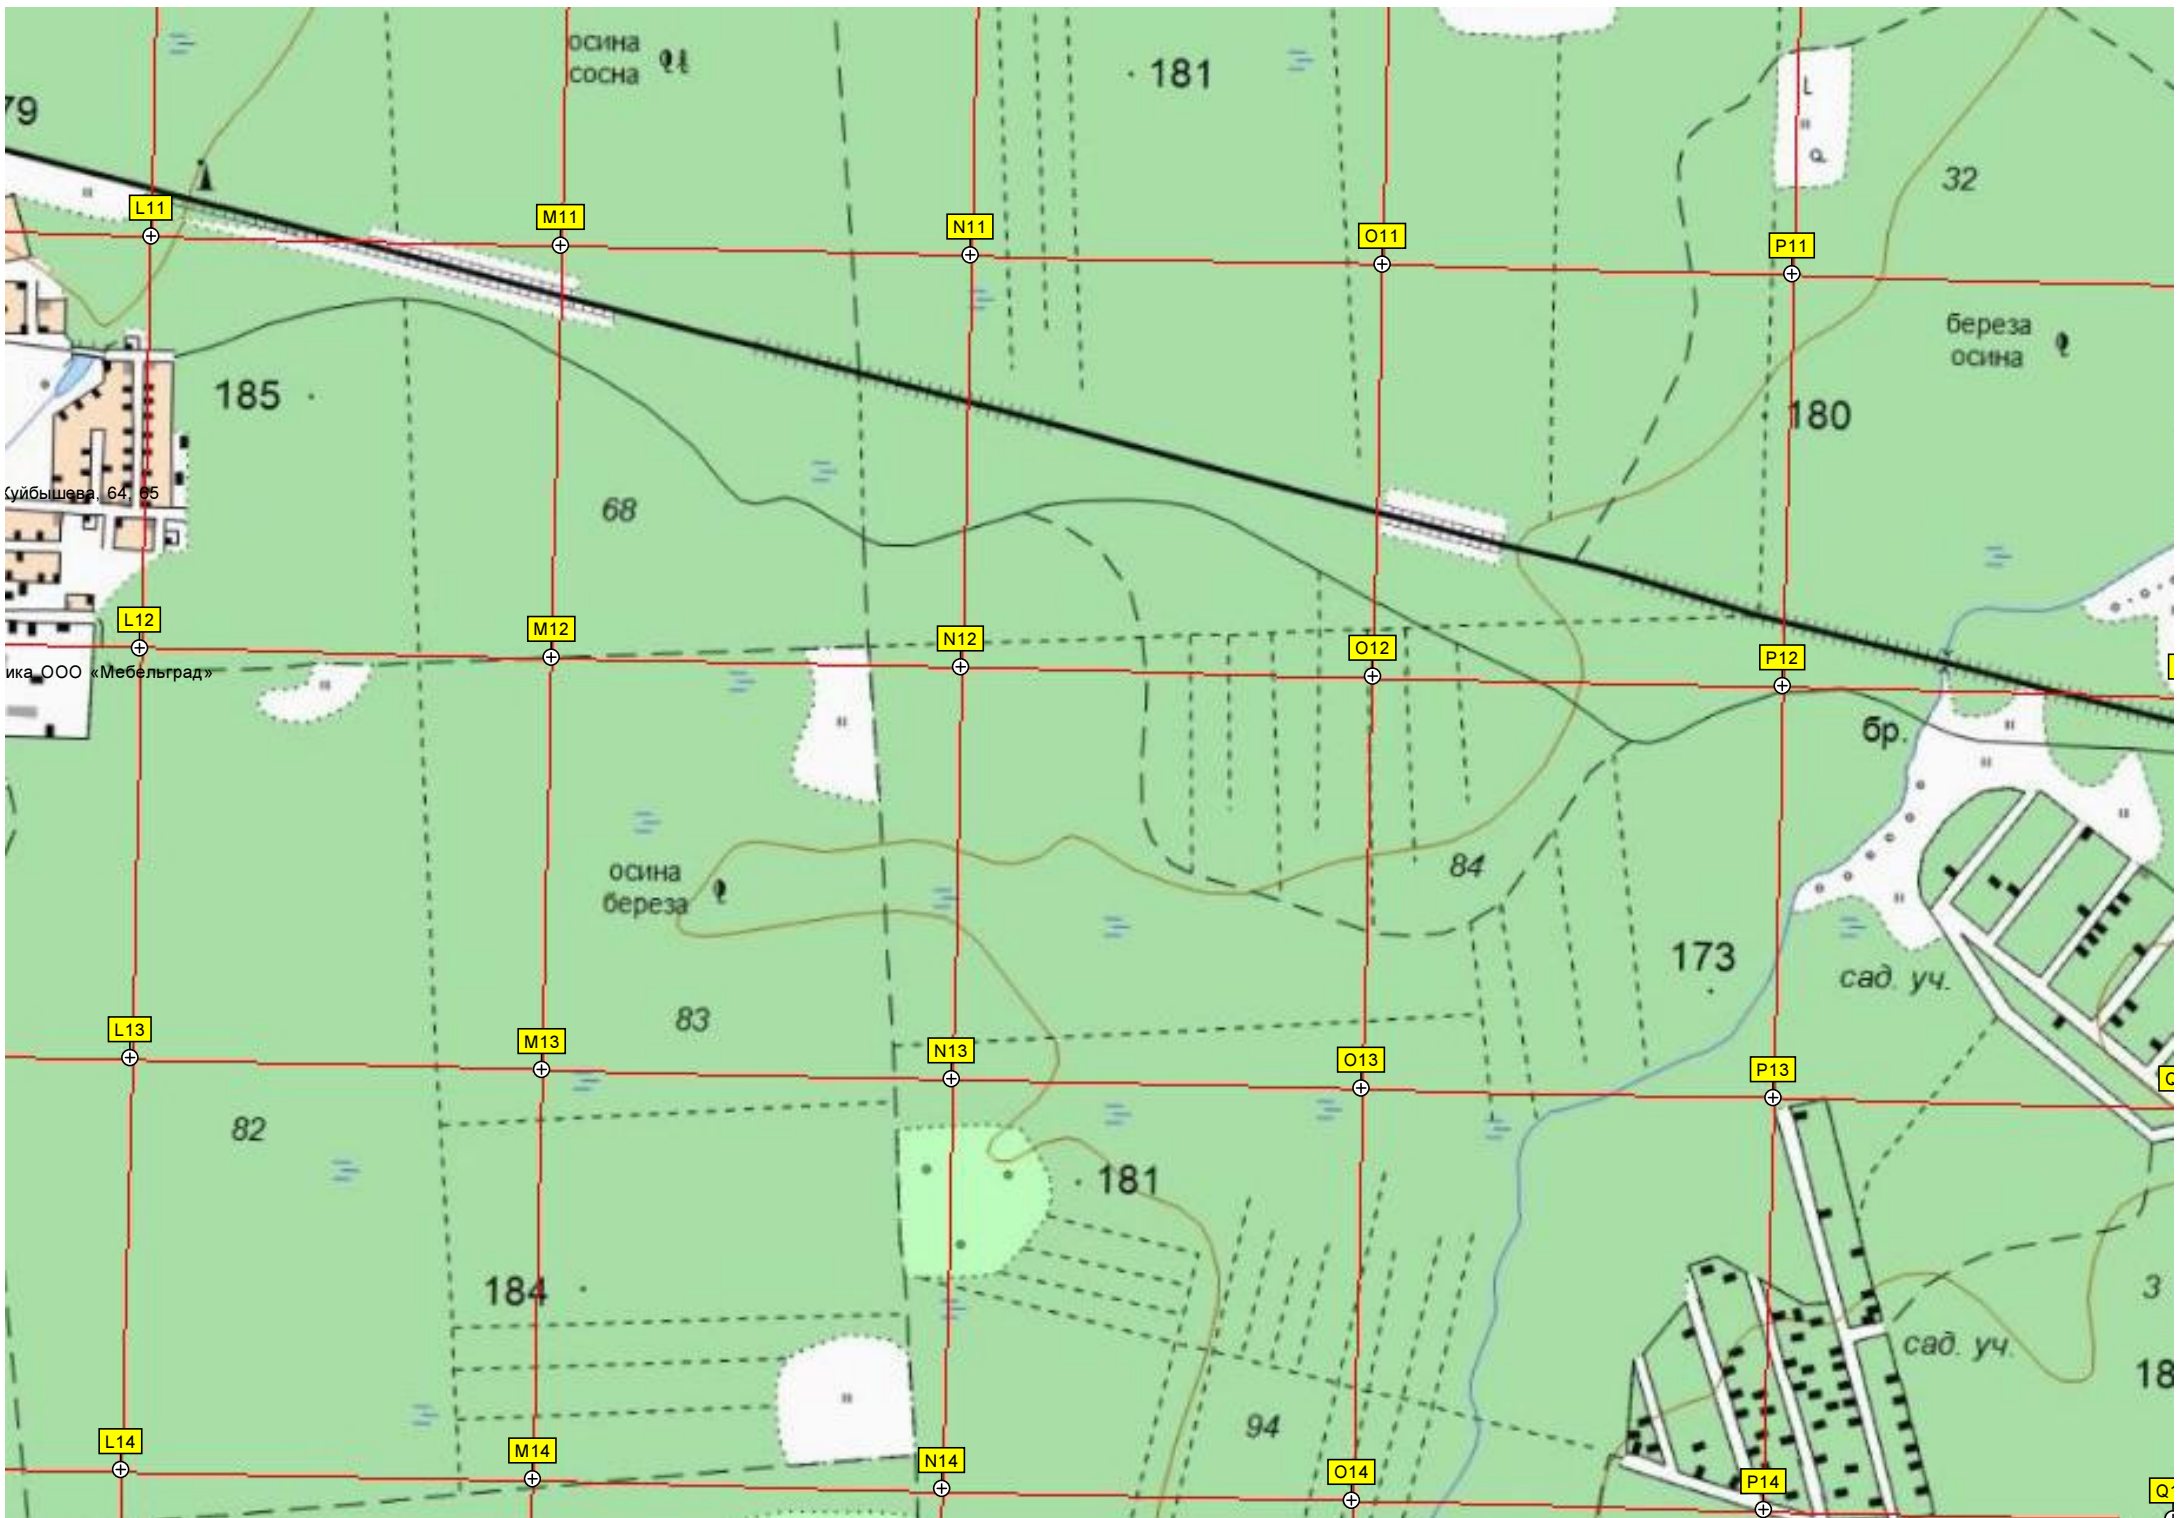 осина
сосна
181
79
32
L11
M11
N11
O11
P11
береза
осина
185
180
Куйбышева, 64, 65
68
L12
M12
N12
O12
P12
ика ООО «Мебельград»
бр.
осина
береза
84
173
сад. уч.
83
L13
M13
N13
O13
P13
Q
82
181
184
3
сад. уч.
18
94
L14
M14
N14
O14
P14
Q1